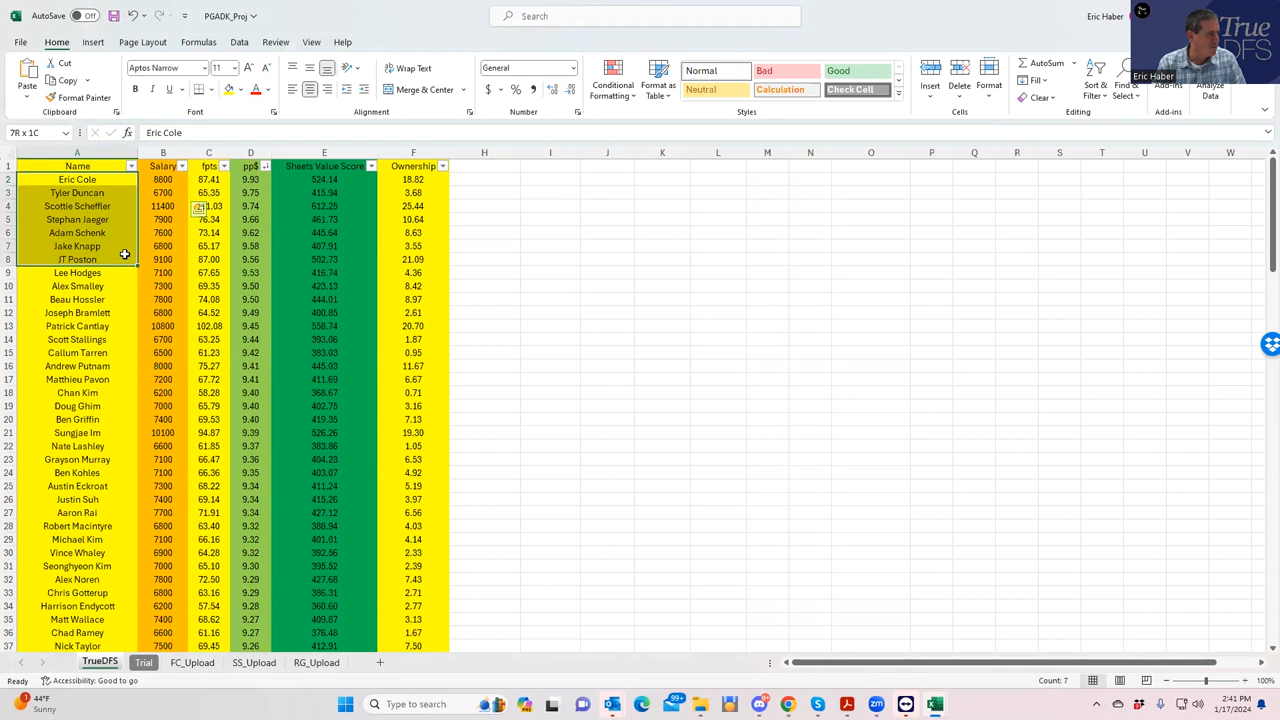 AutoSave Off PGADK_Proj Search Eric Haber
File Home Insert Page Layout Formulas Data Review View Help
Cut Copy Format Painter Paste Clipboard
Aptos Narrow 11 Font
Wrap Text Merge & Center Alignment
General Number
Conditional Formatting Format as Table Normal Bad Good Neutral Calculation Check Cell Styles
Insert Delete Format Cells
AutoSum Fill Clear Sort & Filter Find & Select Editing
Add-ins Analyze Data
True DFS
Eric Haber
7R x 1C fx Eric Cole
A B C D E F H I J K L M N O P Q R S T U V W
1 Name Salary fpts pp$ Sheets Value Score Ownership
2 Eric Cole 8800 87.41 9.93 524.14 18.82
3 Tyler Duncan 6700 65.35 9.75 415.94 3.68
4 Scottie Scheffler 11400 1.03 9.74 612.25 25.44
5 Stephan Jaeger 7900 76.34 9.66 461.73 10.64
6 Adam Schenk 7600 73.14 9.62 445.64 8.63
7 Jake Knapp 6800 65.17 9.58 407.91 3.55
8 JT Poston 9100 87.00 9.56 502.73 21.09
9 Lee Hodges 7100 67.65 9.53 416.74 4.36
10 Alex Smalley 7300 69.35 9.50 423.13 8.42
11 Beau Hossler 7800 74.08 9.50 444.01 8.97
12 Joseph Bramlett 6800 64.52 9.50 400.85 2.61
13 Patrick Cantlay 10800 102.08 9.45 558.74 20.70
14 Scott Stallings 6700 63.25 9.44 393.06 1.87
15 Callum Tarren 6500 61.23 9.42 383.03 0.95
16 Andrew Putnam 8000 75.27 9.41 445.03 11.67
17 Matthieu Pavon 7200 67.72 9.41 411.69 6.67
18 Chan Kim 6200 58.28 9.40 368.67 0.71
19 Doug Ghim 7000 65.79 9.40 402.75 3.16
20 Ben Griffin 7400 69.53 9.40 419.35 7.13
21 Sungjae Im 10100 94.87 9.39 526.26 19.30
22 Nate Lashley 6600 61.85 9.37 383.86 1.05
23 Grayson Murray 7100 66.47 9.36 404.23 6.53
24 Ben Kohles 7100 66.36 9.35 403.07 4.92
25 Austin Eckroat 7300 68.22 9.34 411.24 5.19
26 Justin Suh 7400 69.14 9.34 415.26 3.97
27 Aaron Rai 7700 71.91 9.34 427.12 6.56
28 Robert Macintyre 6800 63.40 9.32 388.94 4.03
29 Michael Kim 7100 66.16 9.32 401.01 4.14
30 Vince Whaley 6900 64.28 9.32 392.56 2.33
31 Seonghyeon Kim 7000 65.10 9.30 395.52 2.39
32 Alex Noren 7800 72.50 9.29 427.68 7.43
33 Chris Gotterup 6800 63.16 9.29 386.31 2.71
34 Harrison Endycott 6200 57.54 9.28 360.60 2.77
35 Matt Wallace 7400 68.62 9.27 409.87 3.13
36 Chad Ramey 6600 61.16 9.27 376.48 1.67
37 Nick Taylor 7500 69.45 9.26 412.91 7.50
TrueDFS Trial FC_Upload SS_Upload RG_Upload
Ready Accessibility: Good to go Count: 7 100%
44°F Sunny Type to search 99+ 2:41 PM 1/17/2024